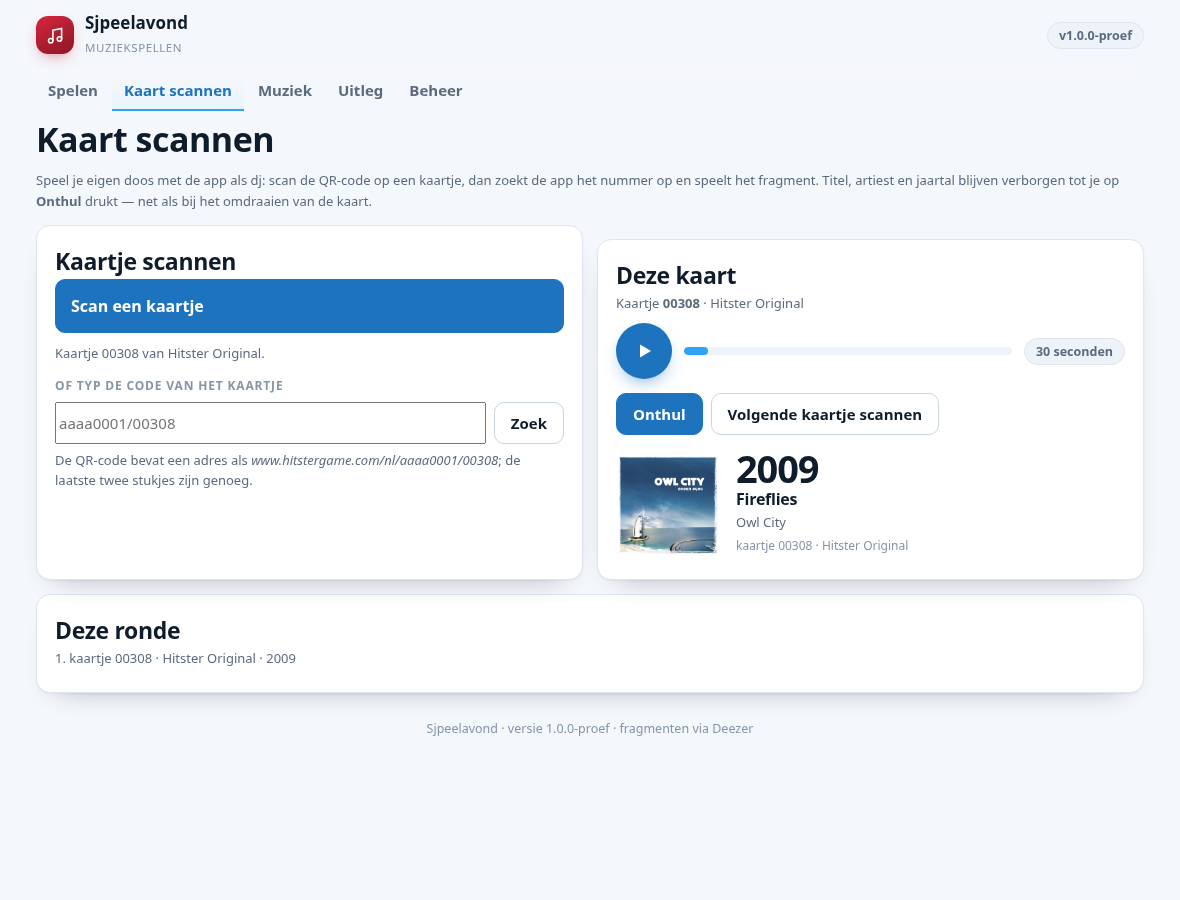 Sjpeelavond
MUZIEKSPELLEN
v1.0.0-proef
Spelen
Kaart scannen
Muziek
Uitleg
Beheer
Kaart scannen
Speel je eigen doos met de app als dj: scan de QR-code op een kaartje, dan zoekt de app het nummer op en speelt het fragment. Titel, artiest en jaartal blijven verborgen tot je op
Onthul drukt — net als bij het omdraaien van de kaart.
Kaartje scannen
Scan een kaartje
Kaartje 00308 van Hitster Original.
OF TYP DE CODE VAN HET KAARTJE
aaaa0001/00308
Zoek
De QR-code bevat een adres als www.hitstergame.com/nl/aaaa0001/00308; de
laatste twee stukjes zijn genoeg.
Deze kaart
Kaartje 00308 · Hitster Original
30 seconden
Onthul
Volgende kaartje scannen
OWL CITY
2009
Fireflies
Owl City
kaartje 00308 · Hitster Original
Deze ronde
1. kaartje 00308 · Hitster Original · 2009
Sjpeelavond · versie 1.0.0-proef · fragmenten via Deezer